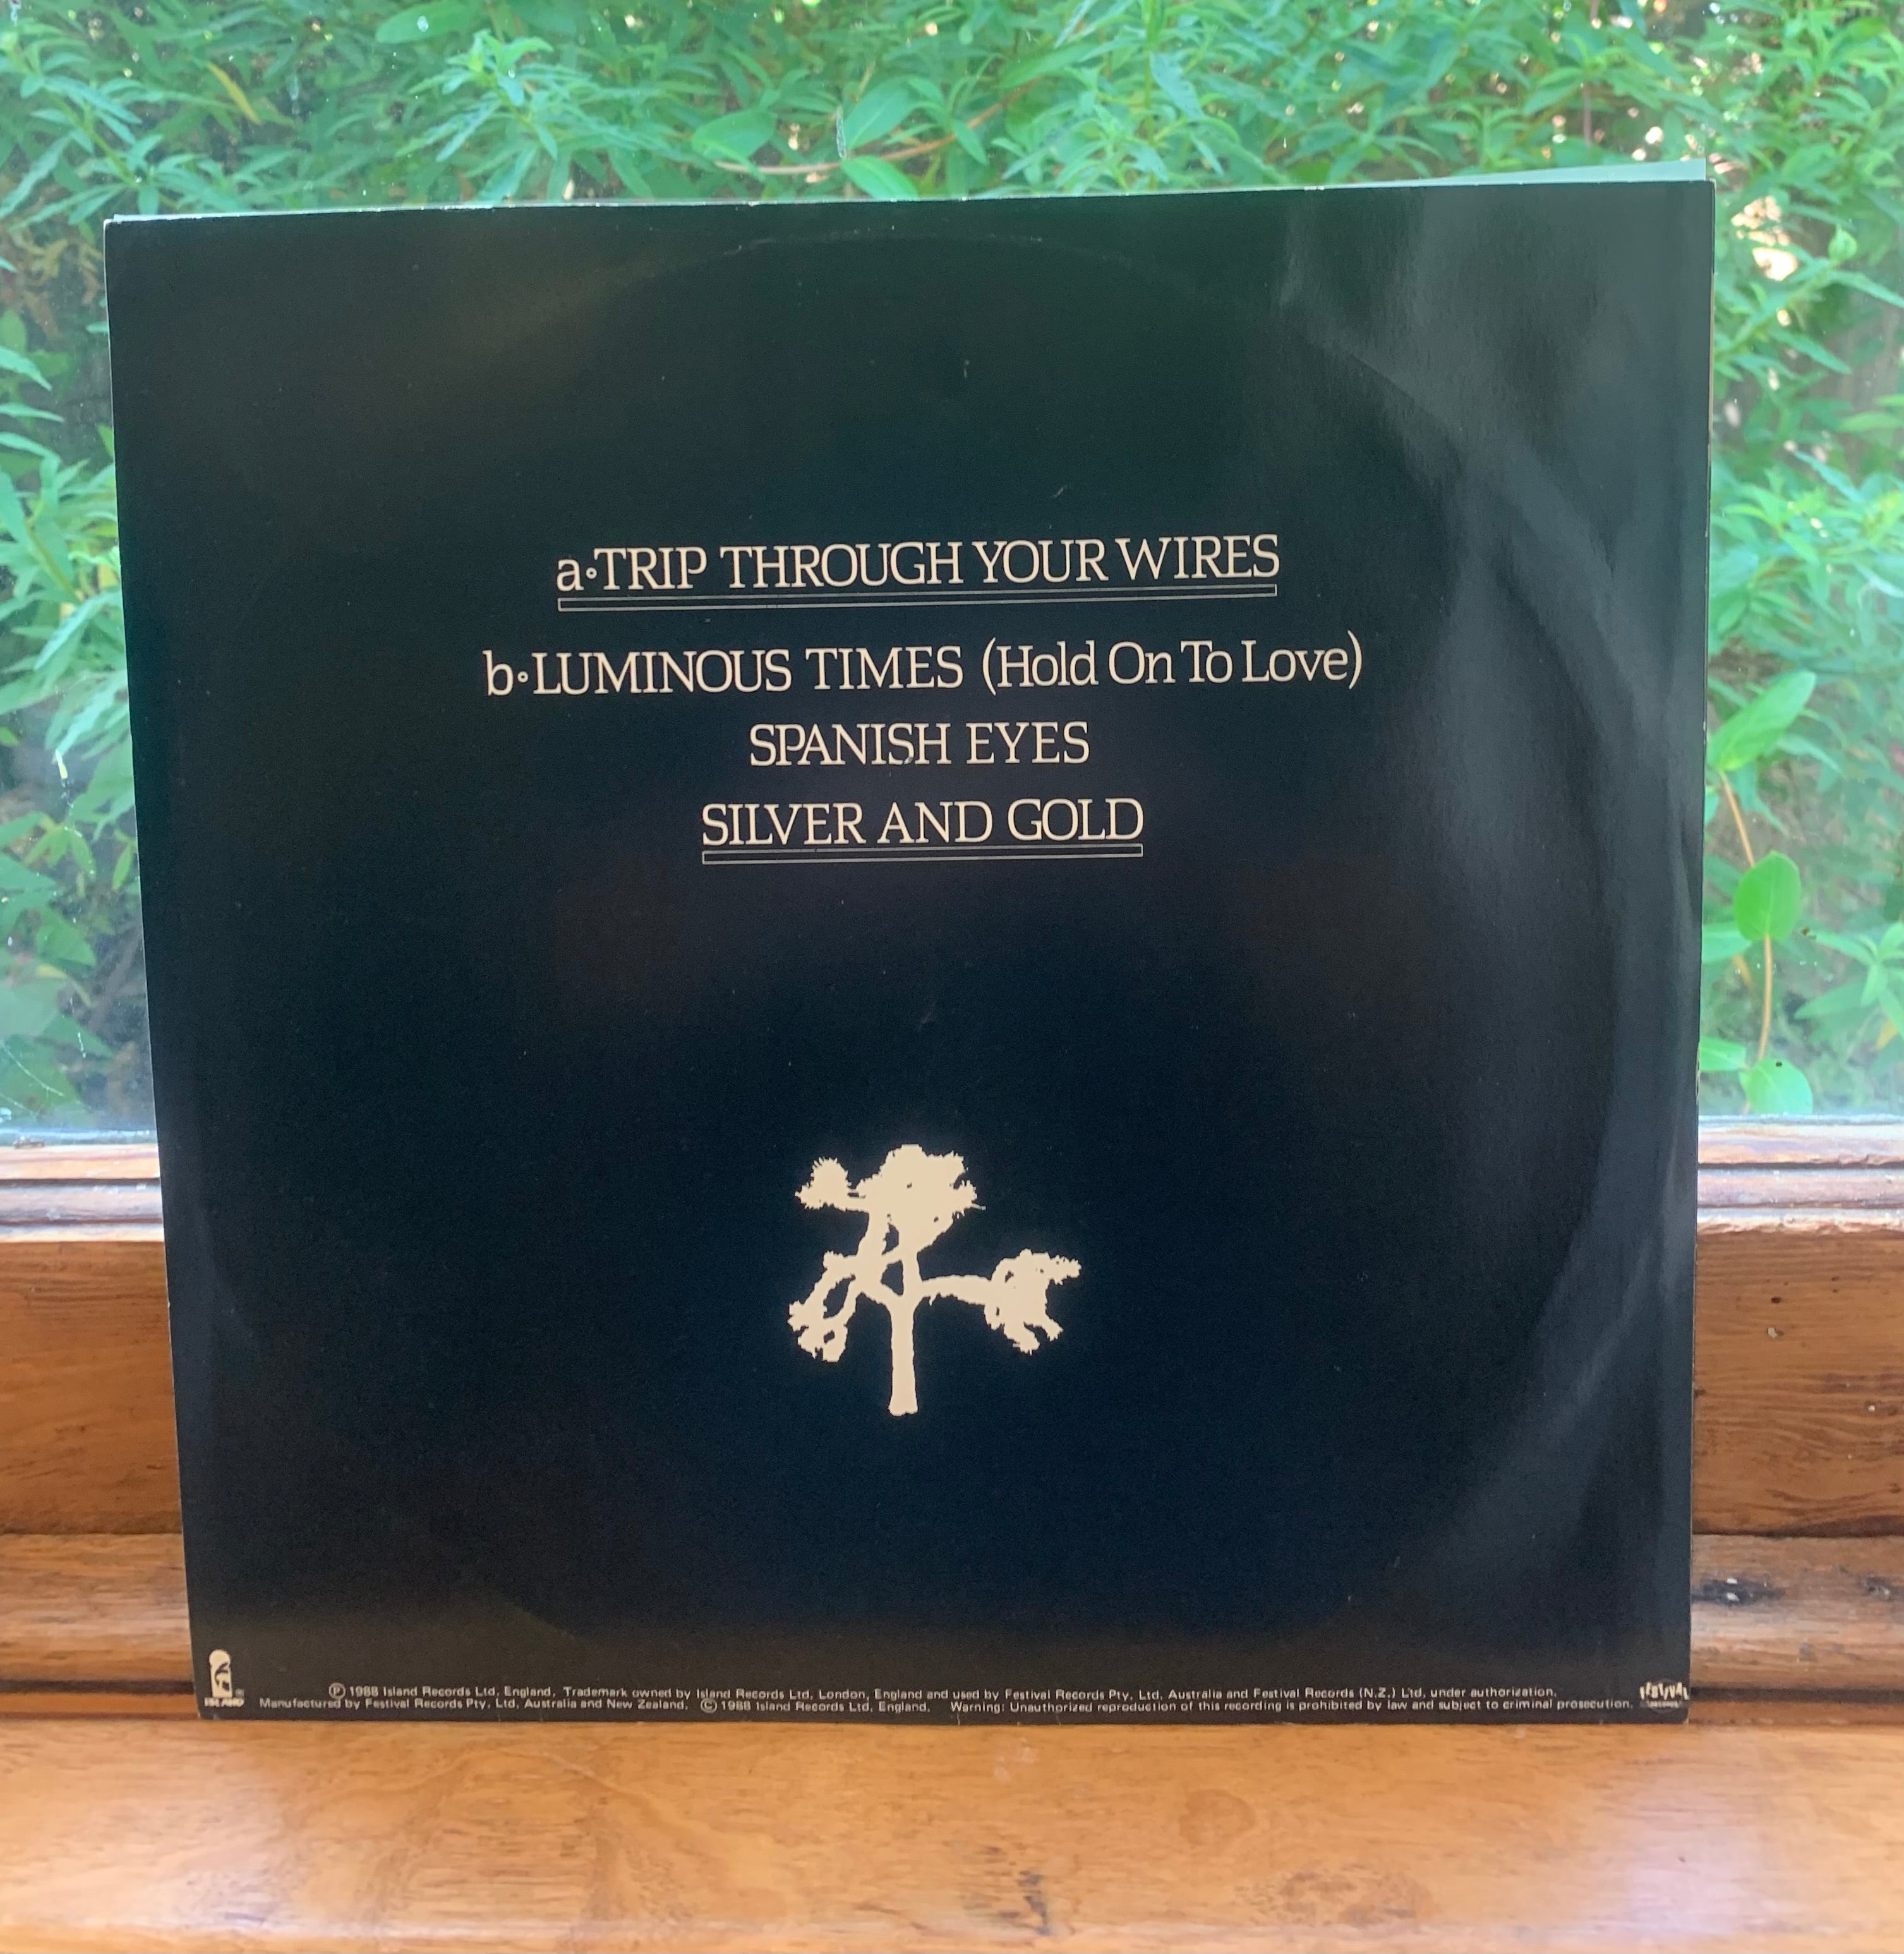 a∘TRIP THROUGH YOUR WIRES
b∘LUMINOUS TIMES (Hold On To Love)
SPANISH EYES
SILVER AND GOLD
ISLAND ®
Ⓟ 1988 Island Records Ltd, England, Trademark owned by Island Records Ltd, London, England and used by Festival Records Pty, Ltd, Australia and Festival Records (N.Z.) Ltd, under authorization.
Manufactured by Festival Records Pty, Ltd, Australia and New Zealand, © 1988 Island Records Ltd, England, Warning: Unauthorized reproduction of this recording is prohibited by law and subject to criminal prosecution.
FESTIVAL